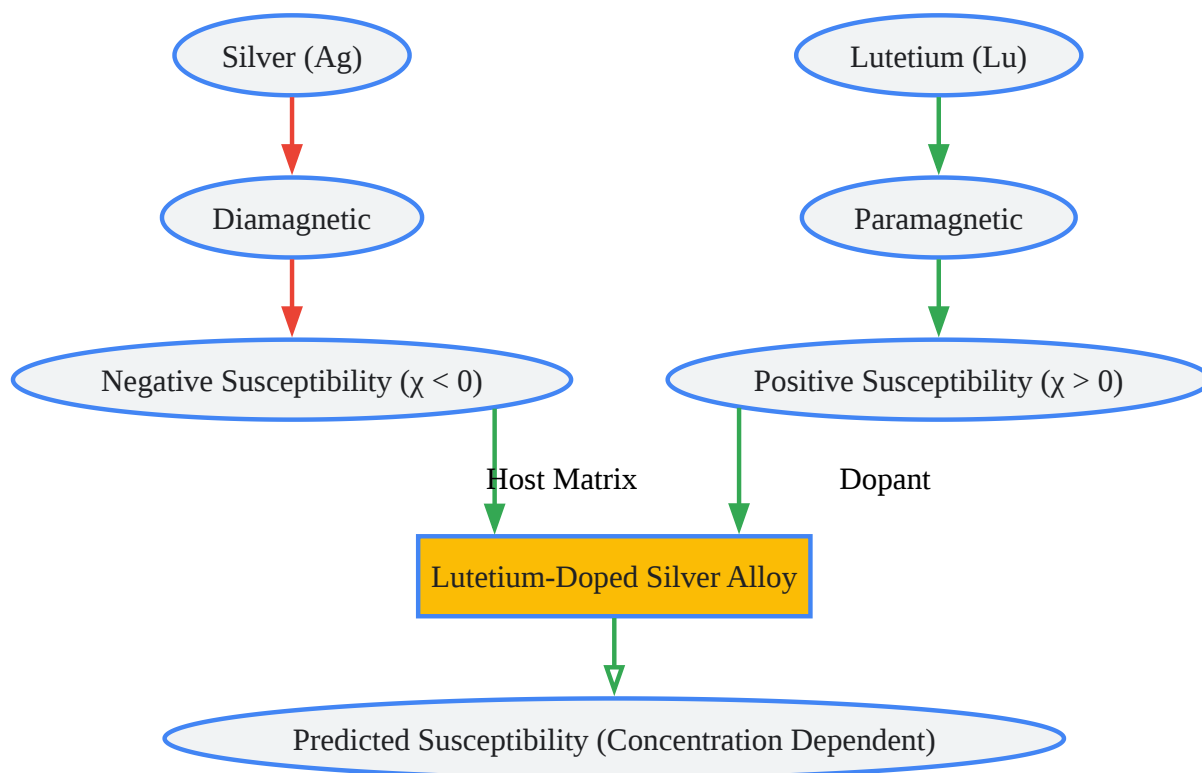 Silver (Ag)
Lutetium (Lu)
Diamagnetic
Paramagnetic
Negative Susceptibility (χ < 0)
Positive Susceptibility (χ > 0)
Host Matrix
Dopant
Lutetium-Doped Silver Alloy
Predicted Susceptibility (Concentration Dependent)